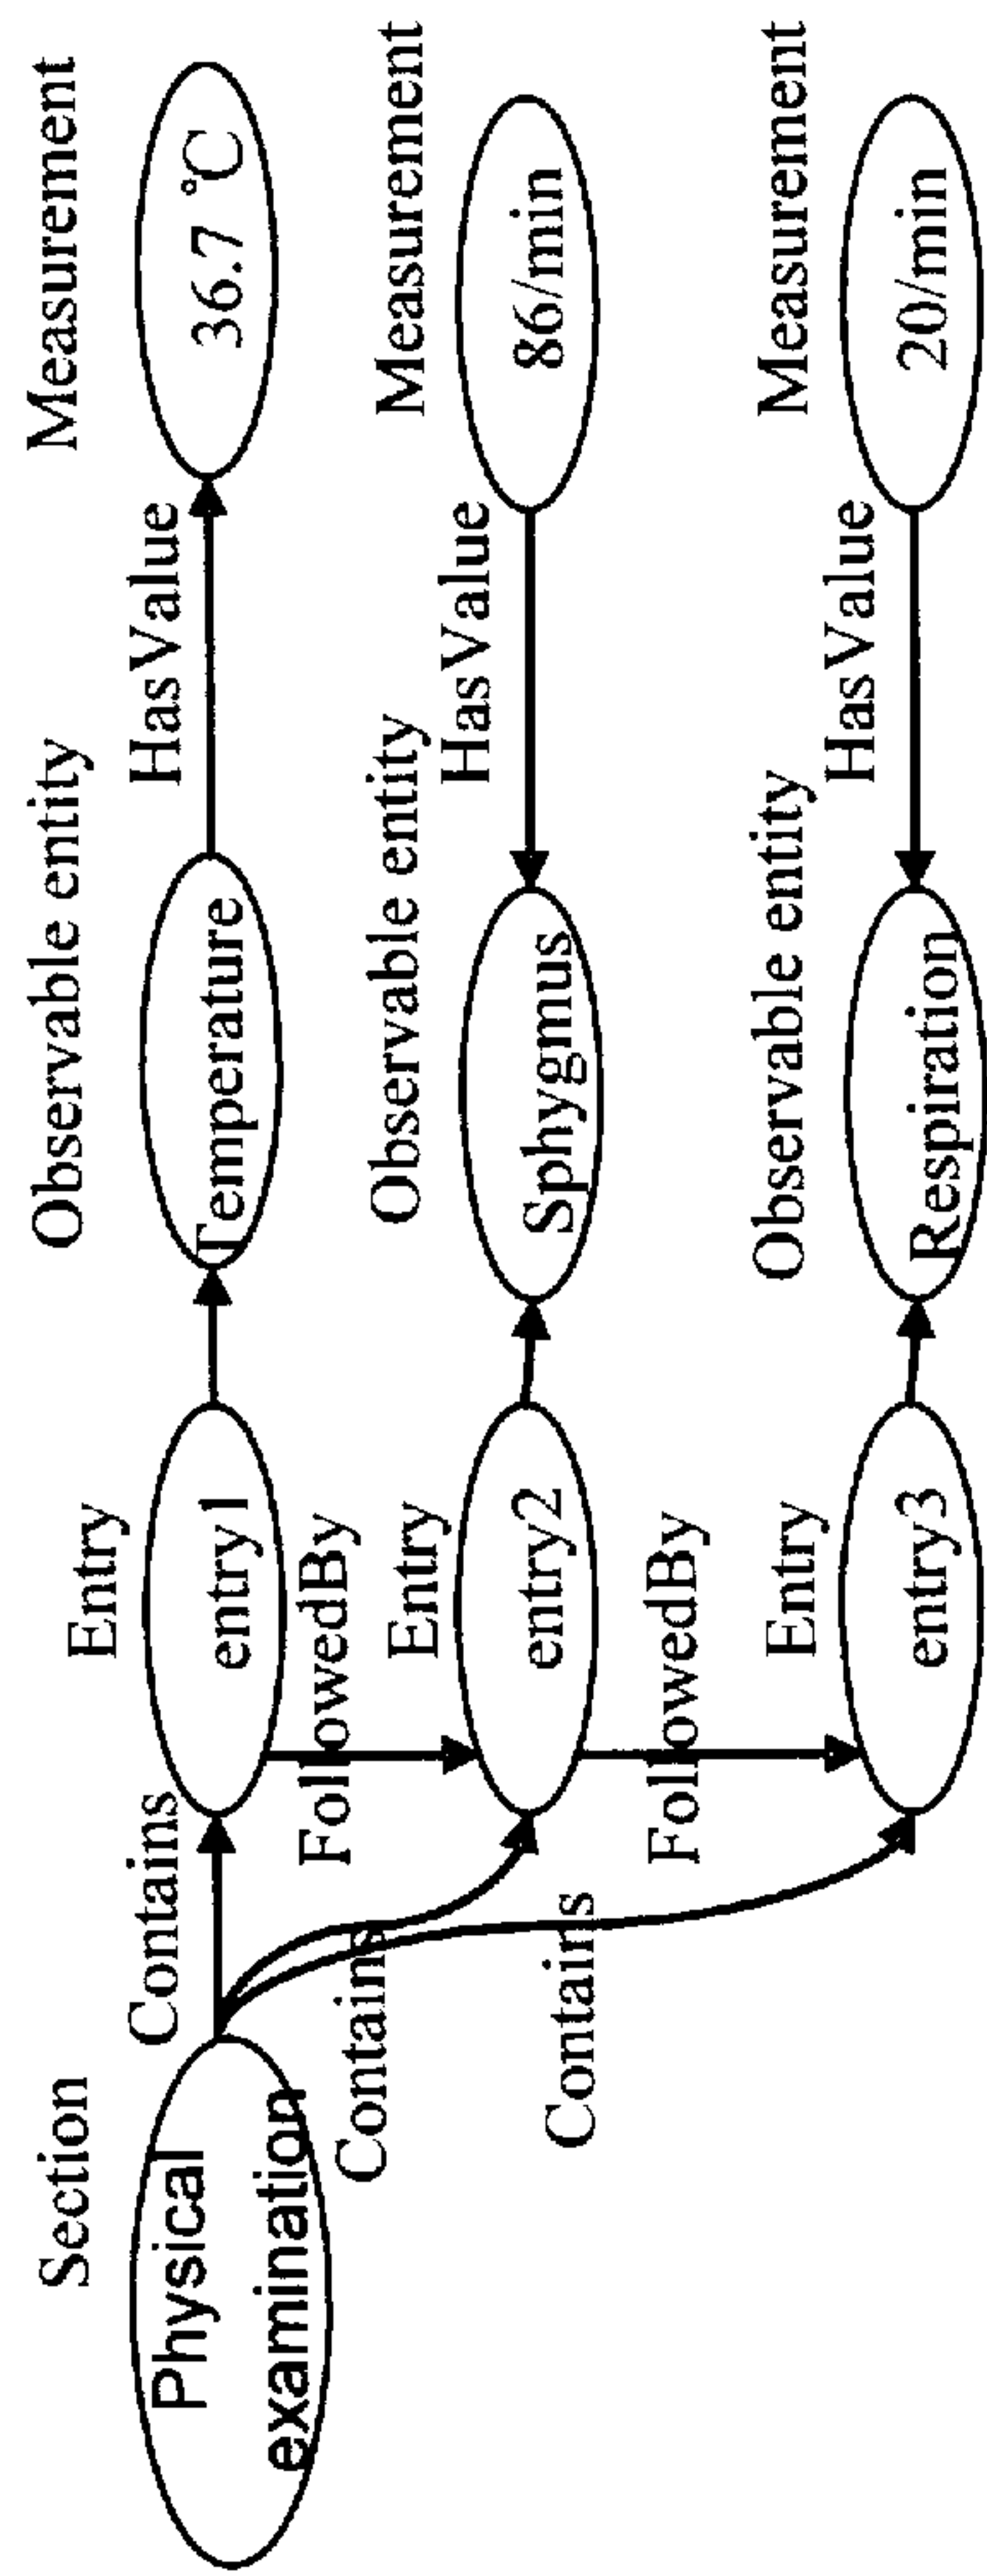 Section
Physical
examination
Contains
Contains
Contains
Entry
entry1
FollowedBy
Entry
entry2
FollowedBy
Entry
entry3
Observable entity
Temperature
HasValue
Measurement
36.7 °C
Observable entity
Sphygmus
HasValue
Measurement
86/min
Observable entity
Respiration
HasValue
Measurement
20/min